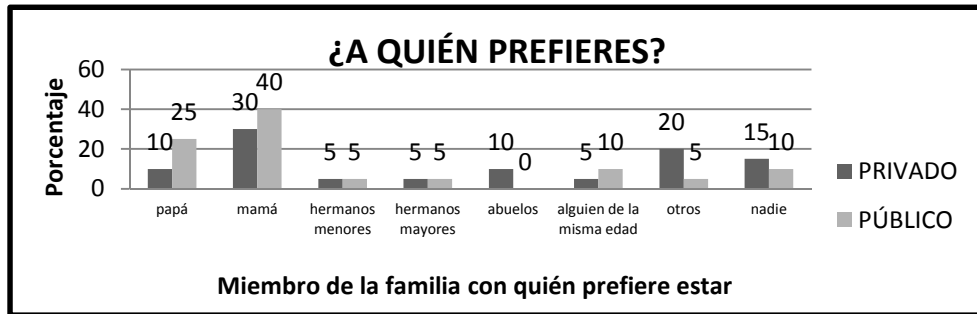 ¿A QUIÉN PREFIERES?
Porcentaje
60
40
20
0
10 25 30 40 5 5 5 5 10 0 5 10 20 5 15 10
papá mamá hermanos menores hermanos mayores abuelos alguien de la misma edad otros nadie
PRIVADO
PÚBLICO
Miembro de la familia con quién prefiere estar